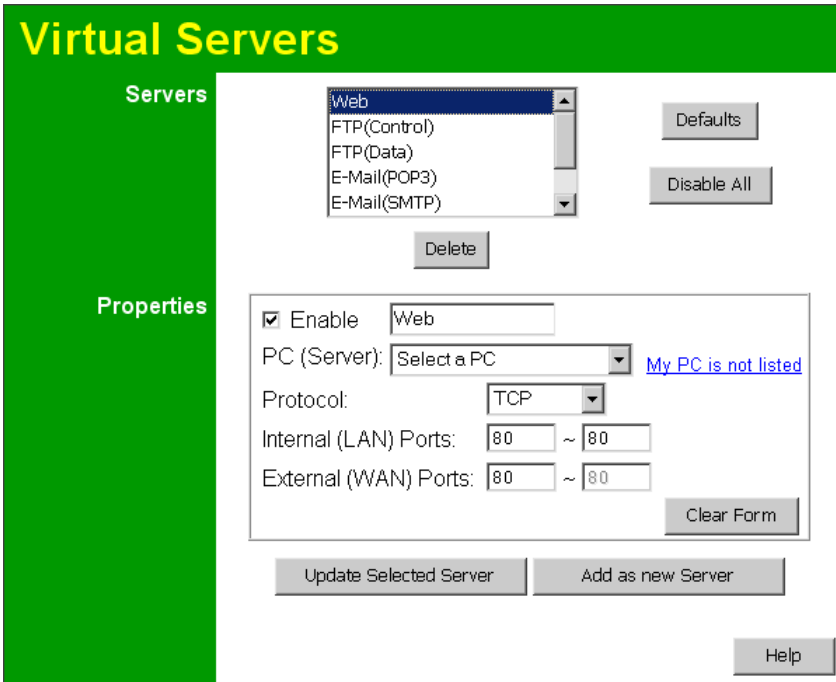 Virtual Servers
Servers
Web
FTP(Control)
FTP(Data)
E-Mail(POP3)
E-Mail(SMTP)
Defaults
Disable All
Delete
Properties
Enable Web
PC (Server): Select a PC My PC is not listed
Protocol: TCP
Internal (LAN) Ports: 80 ~ 80
External (WAN) Ports: 80 ~ 80
Clear Form
Update Selected Server Add as new Server
Help